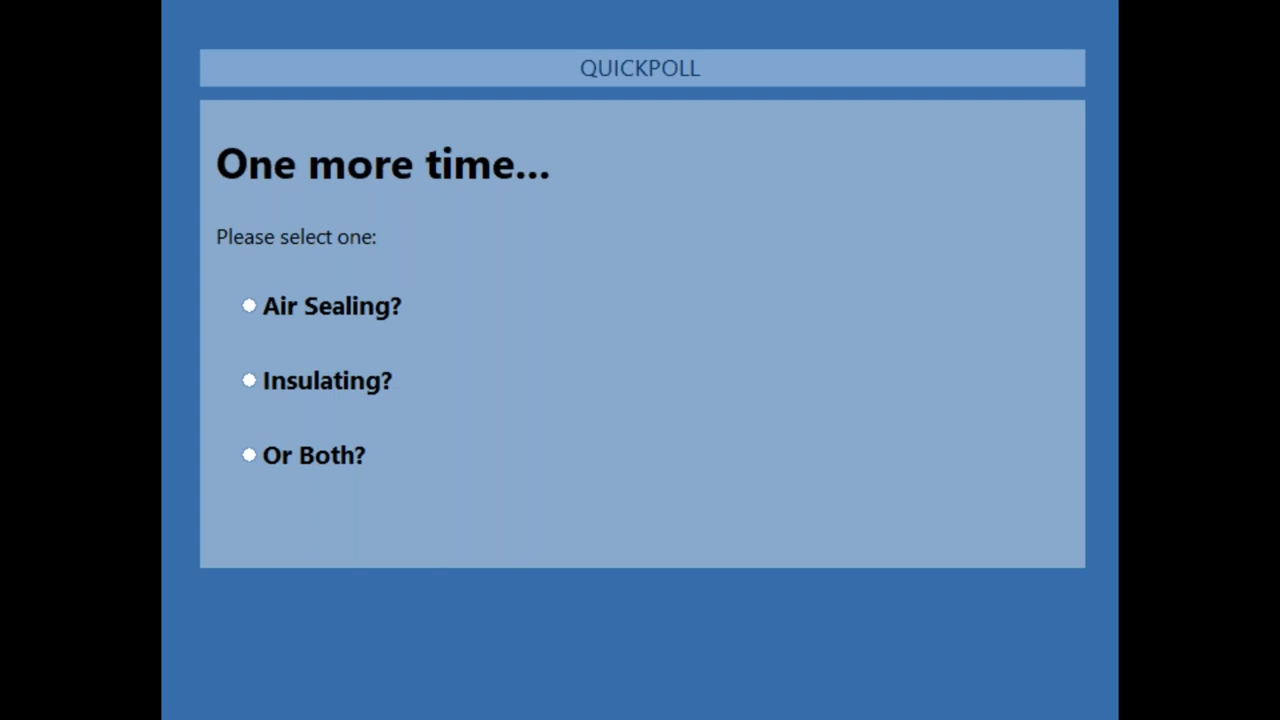 QUICKPOLL
One more time...
Please select one:
Air Sealing?
Insulating?
Or Both?